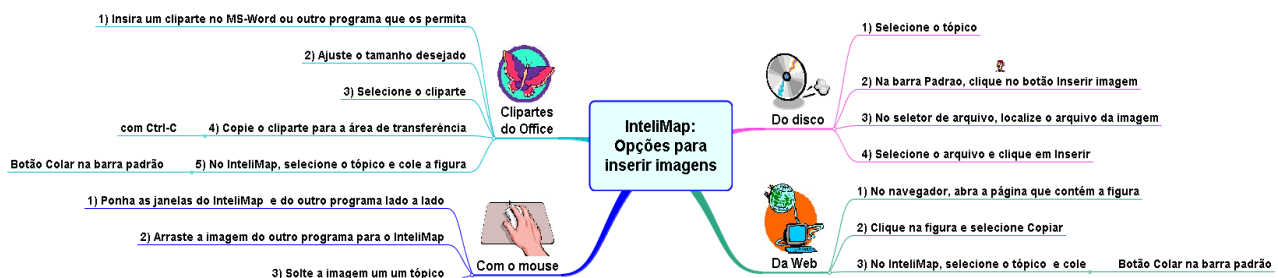 InteliMap:
Opções para
inserir imagens
Clipartes
do Office
1) Insira um cliparte no MS-Word ou outro programa que os permita
2) Ajuste o tamanho desejado
3) Selecione o cliparte
4) Copie o cliparte para a área de transferência
com Ctrl-C
5) No InteliMap, selecione o tópico e cole a figura
Botão Colar na barra padrão
Com o mouse
1) Ponha as janelas do InteliMap e do outro programa lado a lado
2) Arraste a imagem do outro programa para o InteliMap
3) Solte a imagem um um tópico
Do disco
1) Selecione o tópico
2) Na barra Padrao, clique no botão Inserir imagem
3) No seletor de arquivo, localize o arquivo da imagem
4) Selecione o arquivo e clique em Inserir
Da Web
1) No navegador, abra a página que contém a figura
2) Clique na figura e selecione Copiar
3) No InteliMap, selecione o tópico e cole
Botão Colar na barra padrão